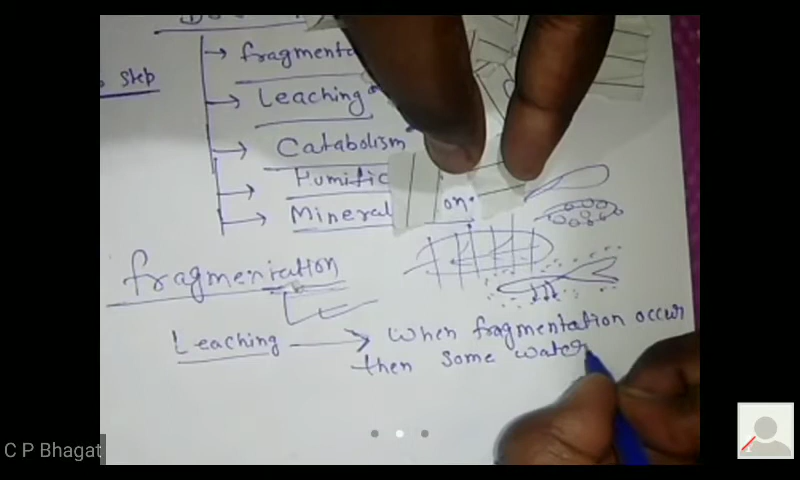 step
fragmenta
Leaching
Catabolism
Humific
Mineral on.
fragmentation
Leaching → When fragmentation occur
then some water
C P Bhagat